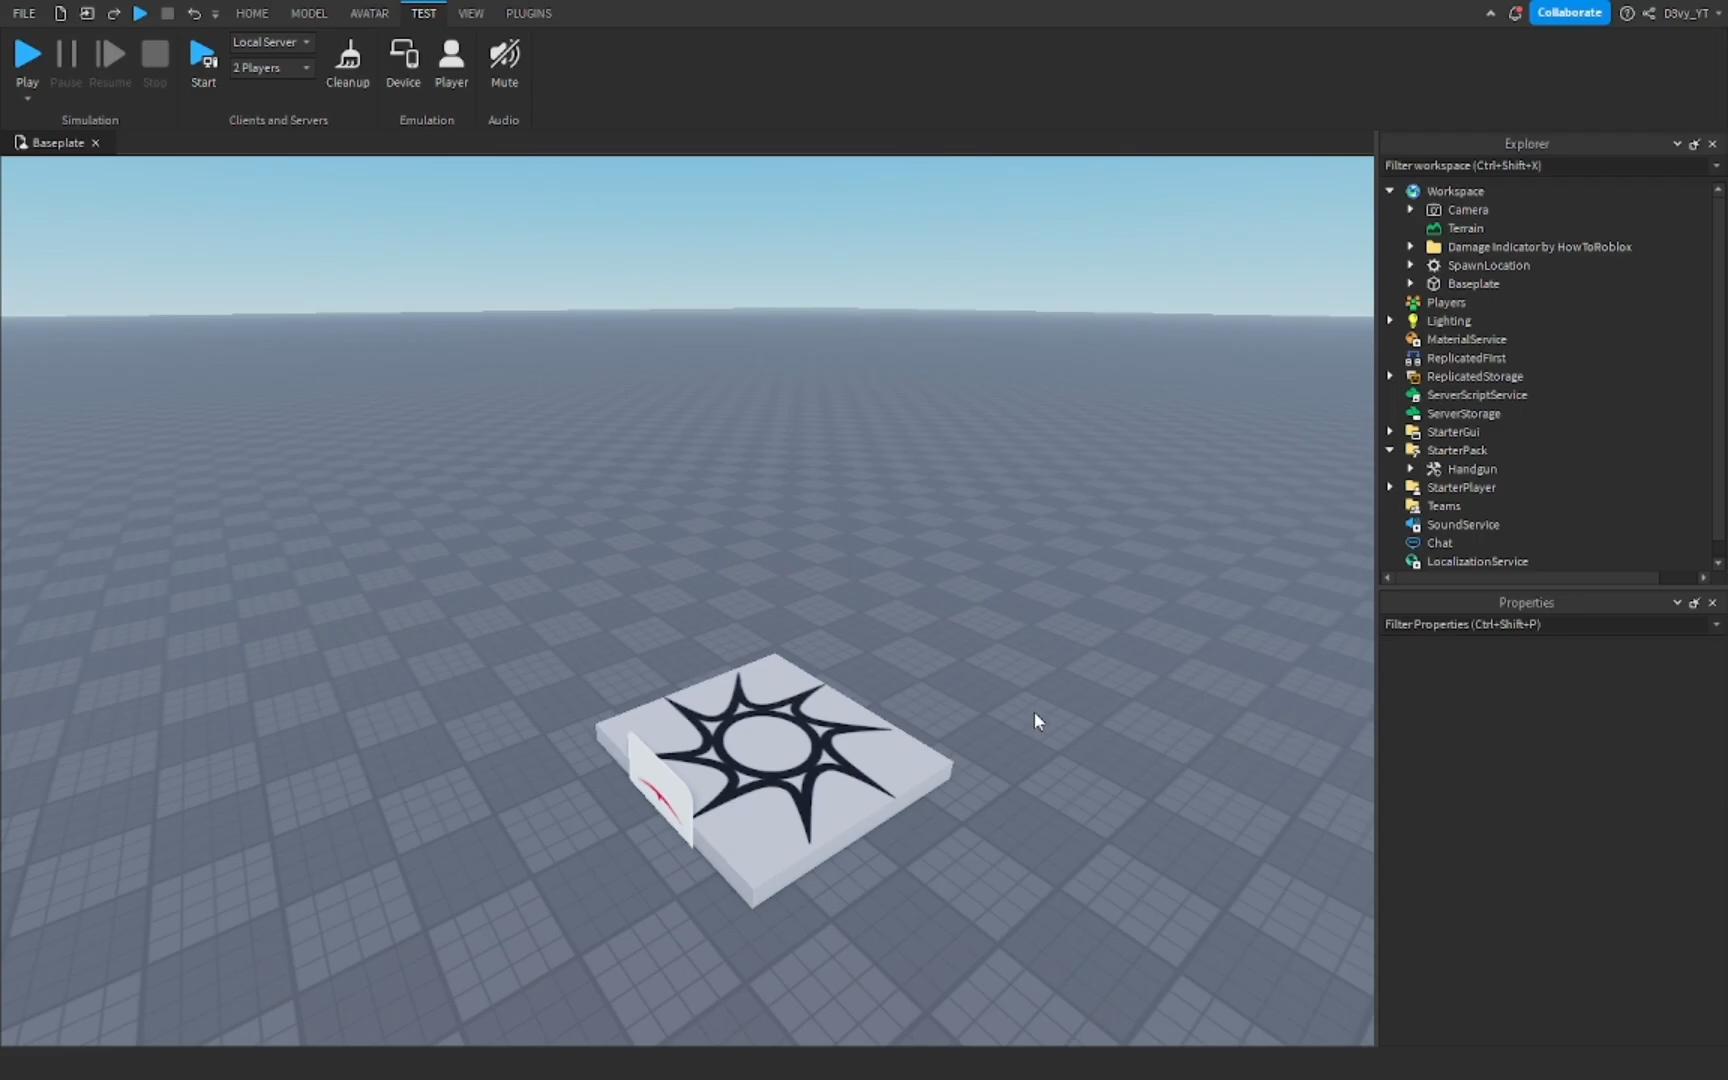 FILE HOME MODEL AVATAR TEST VIEW PLUGINS Collaborate D3vy_YT
Play Pause Resume Stop Start Local Server 2 Players Cleanup Device Player Mute
Simulation Clients and Servers Emulation Audio
Baseplate
Explorer
Filter workspace (Ctrl+Shift+X)
Workspace
Camera
Terrain
Damage Indicator by HowToRoblox
SpawnLocation
Baseplate
Players
Lighting
MaterialService
ReplicatedFirst
ReplicatedStorage
ServerScriptService
ServerStorage
StarterGui
StarterPack
Handgun
StarterPlayer
Teams
SoundService
Chat
LocalizationService
Properties
Filter Properties (Ctrl+Shift+P)